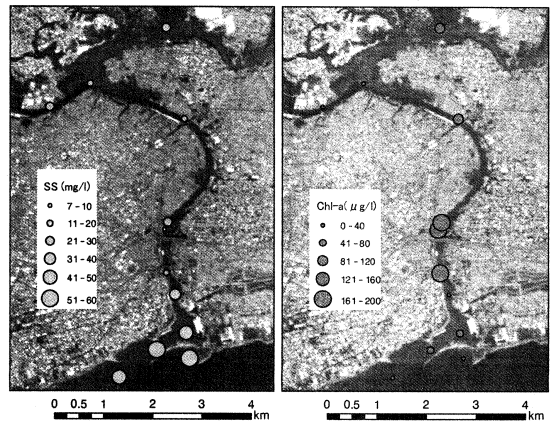 SS (mg/l)
7 - 10
11 - 20
21 - 30
31 - 40
41 - 50
51 - 60
0 0.5 1 2 3 4
km
Chl-a( μg/l)
0 - 40
41 - 80
81 - 120
121 - 160
161 - 200
0 0.5 1 2 3 4
km